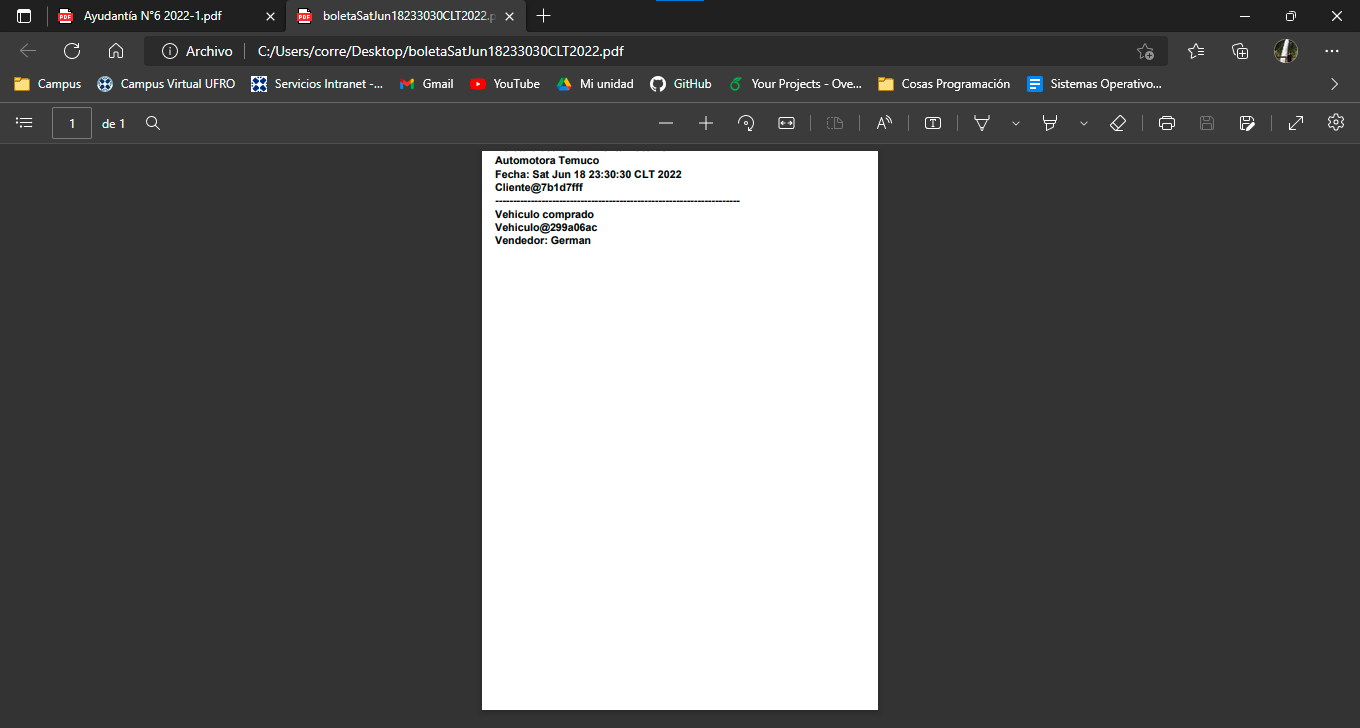 Ayudantía N°6 2022-1.pdf
boletaSatJun18233030CLT2022.p
Archivo
C:/Users/corre/Desktop/boletaSatJun18233030CLT2022.pdf
Campus
Campus Virtual UFRO
Servicios Intranet -...
Gmail
YouTube
Mi unidad
GitHub
Your Projects - Ove...
Cosas Programación
Sistemas Operativo...
1
de 1
Automotora Temuco
Fecha: Sat Jun 18 23:30:30 CLT 2022
Cliente@7b1d7fff
--------------------------------------------------------------------
Vehiculo comprado
Vehiculo@299a06ac
Vendedor: German